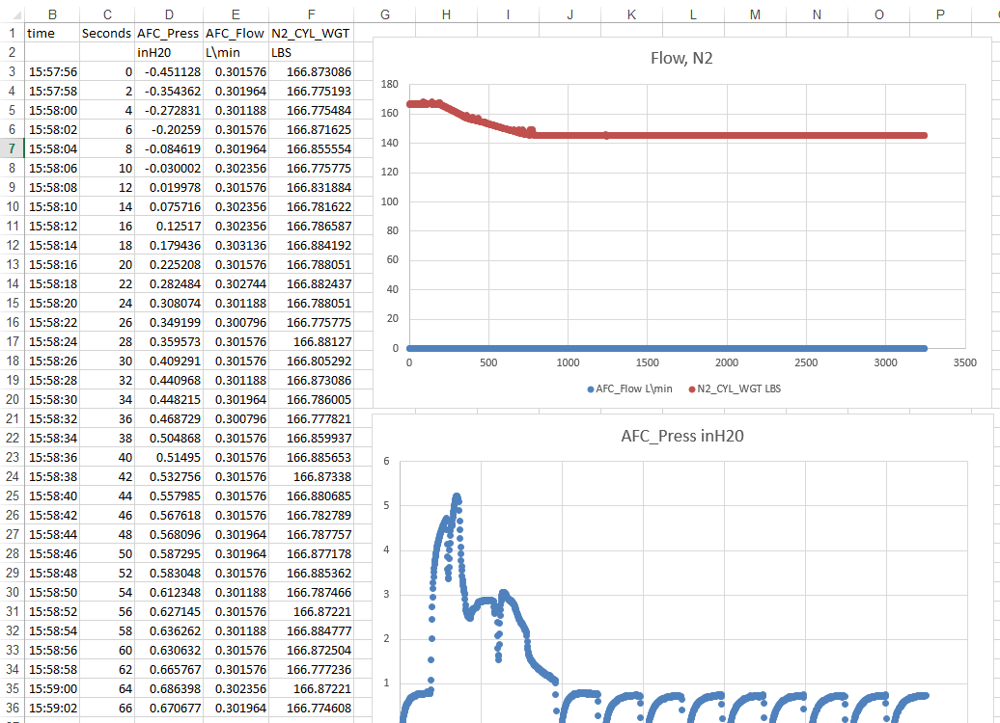 B C D E F G H I J K L M N O P
1 time Seconds AFC_Press AFC_Flow N2_CYL_WGT
2 inH20 L\min LBS
3 15:57:56 0 -0.451128 0.301576 166.873086
4 15:57:58 2 -0.354362 0.301964 166.775193
5 15:58:00 4 -0.272831 0.301188 166.775484
6 15:58:02 6 -0.20259 0.301576 166.871625
7 15:58:04 8 -0.084619 0.301964 166.855554
8 15:58:06 10 -0.030002 0.302356 166.775775
9 15:58:08 12 0.019978 0.301576 166.831884
10 15:58:10 14 0.075716 0.302356 166.781622
11 15:58:12 16 0.12517 0.302356 166.786587
12 15:58:14 18 0.179436 0.303136 166.884192
13 15:58:16 20 0.225208 0.301576 166.788051
14 15:58:18 22 0.282484 0.302744 166.882437
15 15:58:20 24 0.308074 0.301188 166.788051
16 15:58:22 26 0.349199 0.300796 166.775775
17 15:58:24 28 0.359573 0.301576 166.88127
18 15:58:26 30 0.409291 0.301576 166.805292
19 15:58:28 32 0.440968 0.301188 166.873086
20 15:58:30 34 0.448215 0.301964 166.786005
21 15:58:32 36 0.468729 0.300796 166.777821
22 15:58:34 38 0.504868 0.301576 166.859937
23 15:58:36 40 0.51495 0.301576 166.885653
24 15:58:38 42 0.532756 0.301576 166.87338
25 15:58:40 44 0.557985 0.301576 166.880685
26 15:58:42 46 0.567618 0.301576 166.782789
27 15:58:44 48 0.568096 0.301964 166.787757
28 15:58:46 50 0.587295 0.301964 166.877178
29 15:58:48 52 0.583048 0.301576 166.885362
30 15:58:50 54 0.612348 0.301188 166.787466
31 15:58:52 56 0.627145 0.301576 166.87221
32 15:58:54 58 0.636262 0.301188 166.884777
33 15:58:56 60 0.630632 0.301576 166.872504
34 15:58:58 62 0.665767 0.301576 166.777236
35 15:59:00 64 0.686398 0.302356 166.87221
36 15:59:02 66 0.670677 0.301964 166.774608
Flow, N2
180
160
140
120
100
80
60
40
20
0
0 500 1000 1500 2000 2500 3000 3500
AFC_Flow L\min N2_CYL_WGT LBS
AFC_Press inH20
6
5
4
3
2
1